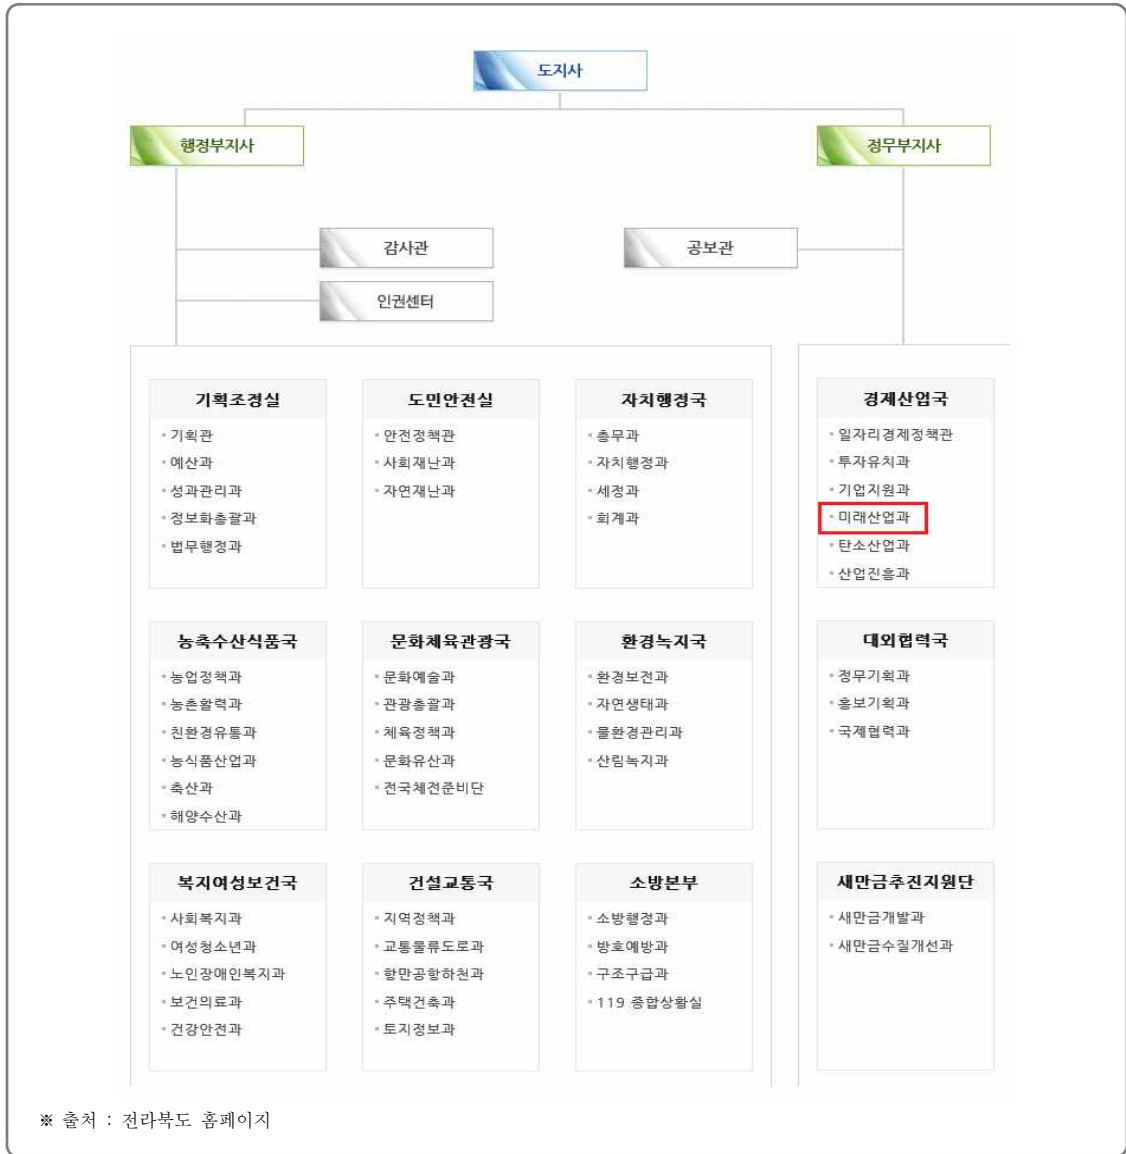 도지사
행정부지사
정무부지사
감사관
공보관
인권센터
기획조정실
· 기획관
· 예산과
· 성과관리과
· 정보화총괄과
· 법무행정과
도민안전실
· 안전정책관
· 사회재난과
· 자연재난과
자치행정국
· 총무과
· 자치행정과
· 세정과
· 회계과
경제산업국
· 일자리경제정책관
· 투자유치과
· 기업지원과
· 미래산업과
· 탄소산업과
· 산업진흥과
농축수산식품국
· 농업정책과
· 농촌활력과
· 친환경유통과
· 농식품산업과
· 축산과
· 해양수산과
문화체육관광국
· 문화예술과
· 관광총괄과
· 체육정책과
· 문화유산과
· 전국체전준비단
환경녹지국
· 환경보전과
· 자연생태과
· 물환경관리과
· 산림녹지과
대외협력국
· 정무기획과
· 홍보기획과
· 국제협력과
복지여성보건국
· 사회복지과
· 여성청소년과
· 노인장애인복지과
· 보건의료과
· 건강안전과
건설교통국
· 지역정책과
· 교통물류도로과
· 항만공항하천과
· 주택건축과
· 토지정보과
소방본부
· 소방행정과
· 방호예방과
· 구조구급과
· 119 종합상황실
새만금추진지원단
· 새만금개발과
· 새만금수질개선과
※ 출처 : 전라북도 홈페이지